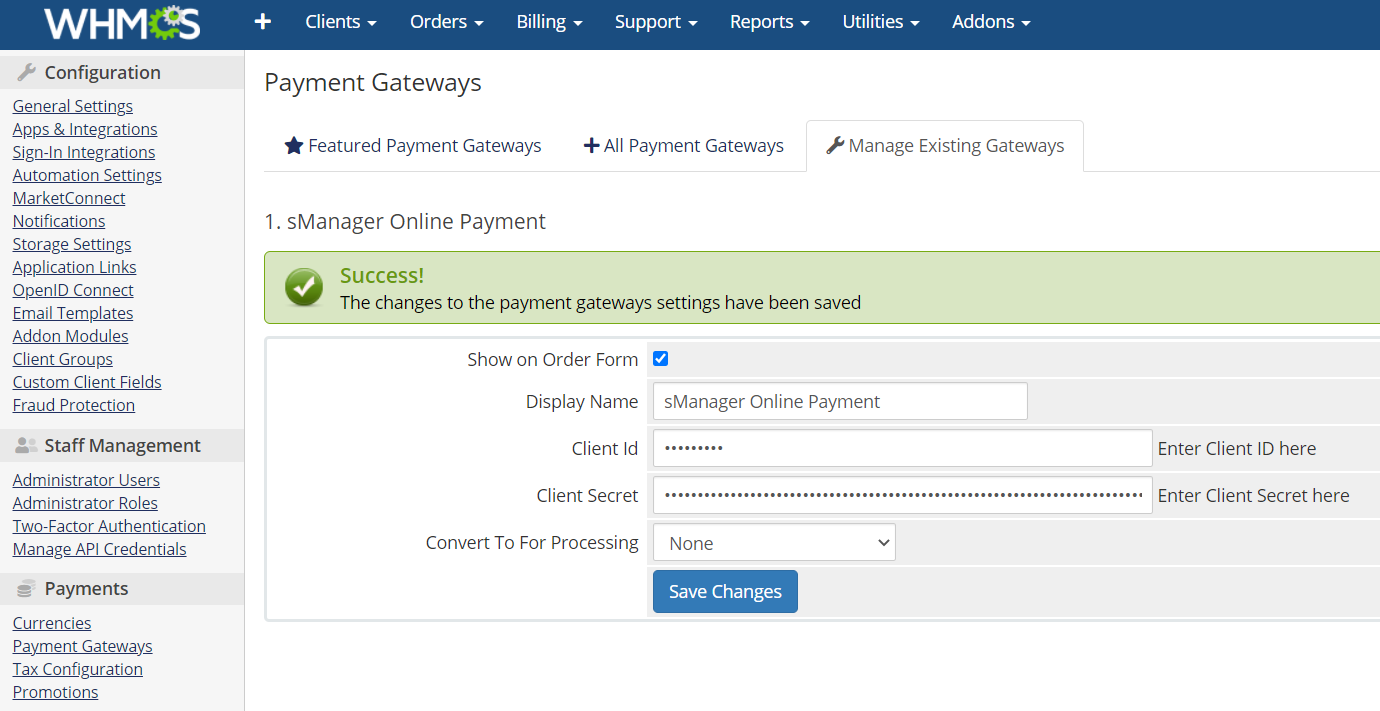 WHMCS
+ Clients Orders Billing Support Reports Utilities Addons
Configuration
General Settings
Apps & Integrations
Sign-In Integrations
Automation Settings
MarketConnect
Notifications
Storage Settings
Application Links
OpenID Connect
Email Templates
Addon Modules
Client Groups
Custom Client Fields
Fraud Protection
Staff Management
Administrator Users
Administrator Roles
Two-Factor Authentication
Manage API Credentials
Payments
Currencies
Payment Gateways
Tax Configuration
Promotions
Payment Gateways
Featured Payment Gateways All Payment Gateways Manage Existing Gateways
1. sManager Online Payment
Success!
The changes to the payment gateways settings have been saved
Show on Order Form
Display Name sManager Online Payment
Client Id ••••••••• Enter Client ID here
Client Secret Enter Client Secret here
Convert To For Processing None
Save Changes